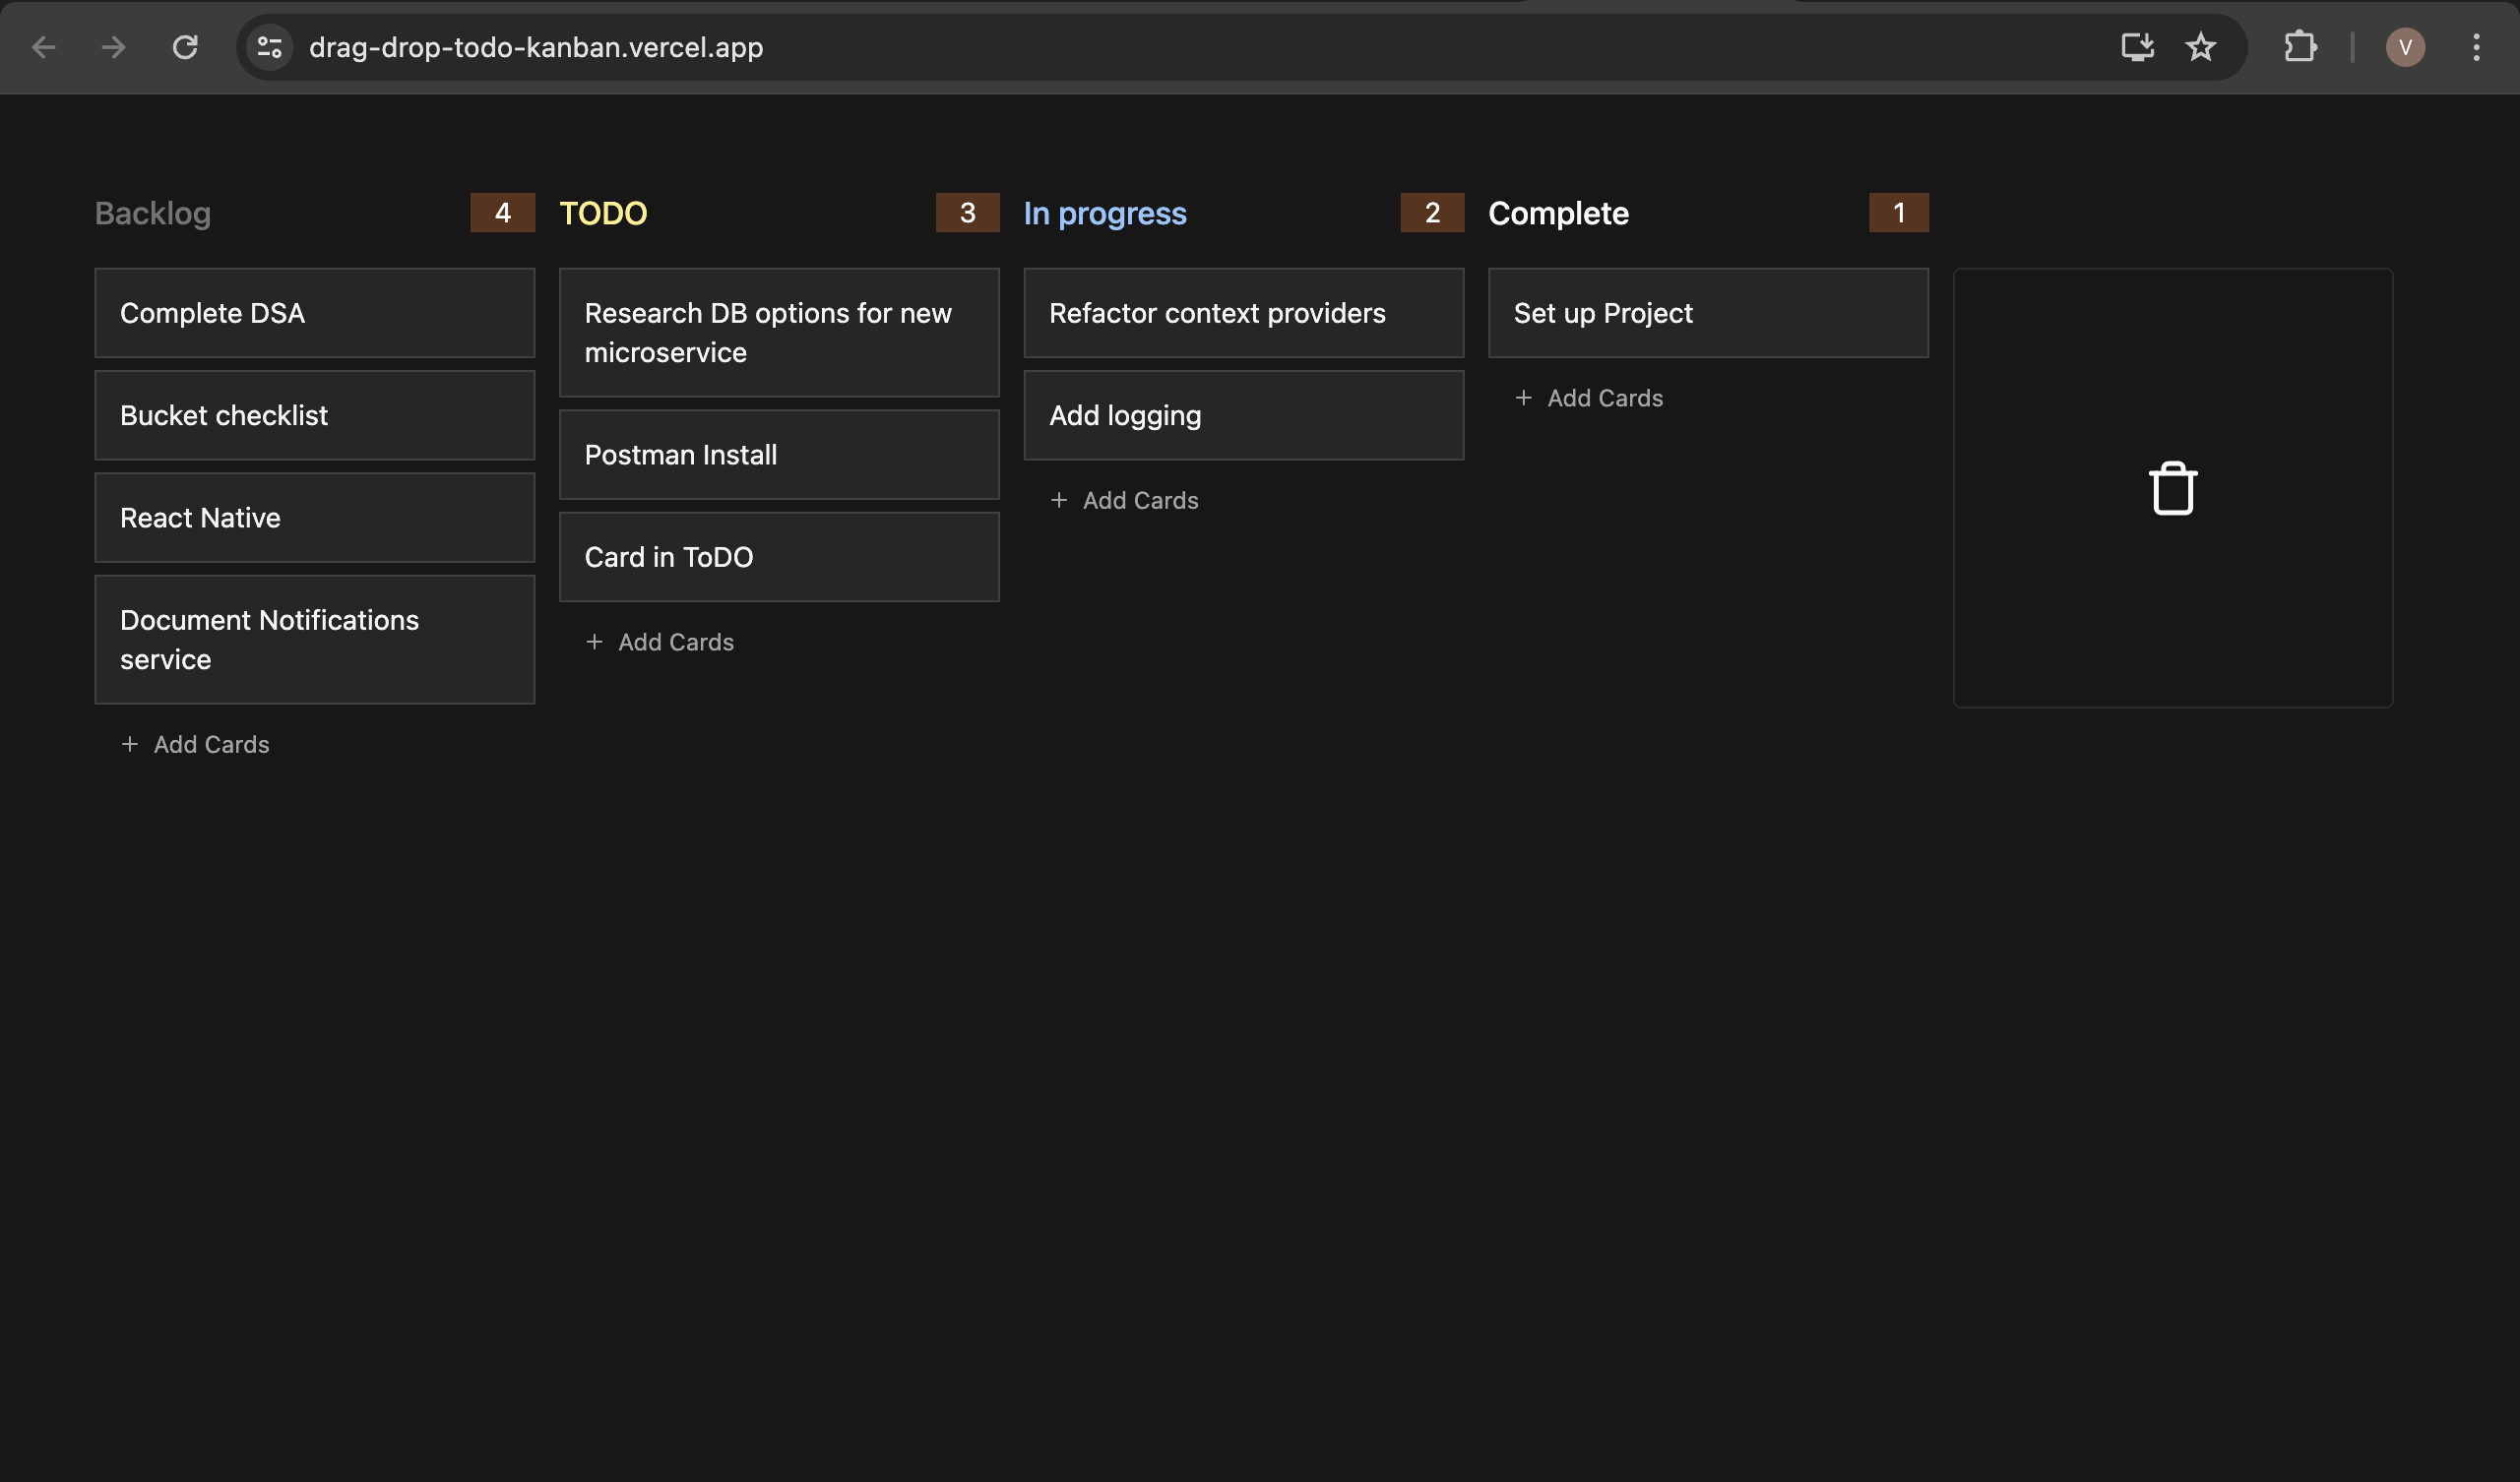 drag-drop-todo-kanban.vercel.app
V
Backlog
4
Complete DSA
Bucket checklist
React Native
Document Notifications
service
+ Add Cards
TODO
3
Research DB options for new
microservice
Postman Install
Card in ToDO
+ Add Cards
In progress
2
Refactor context providers
Add logging
+ Add Cards
Complete
1
Set up Project
+ Add Cards